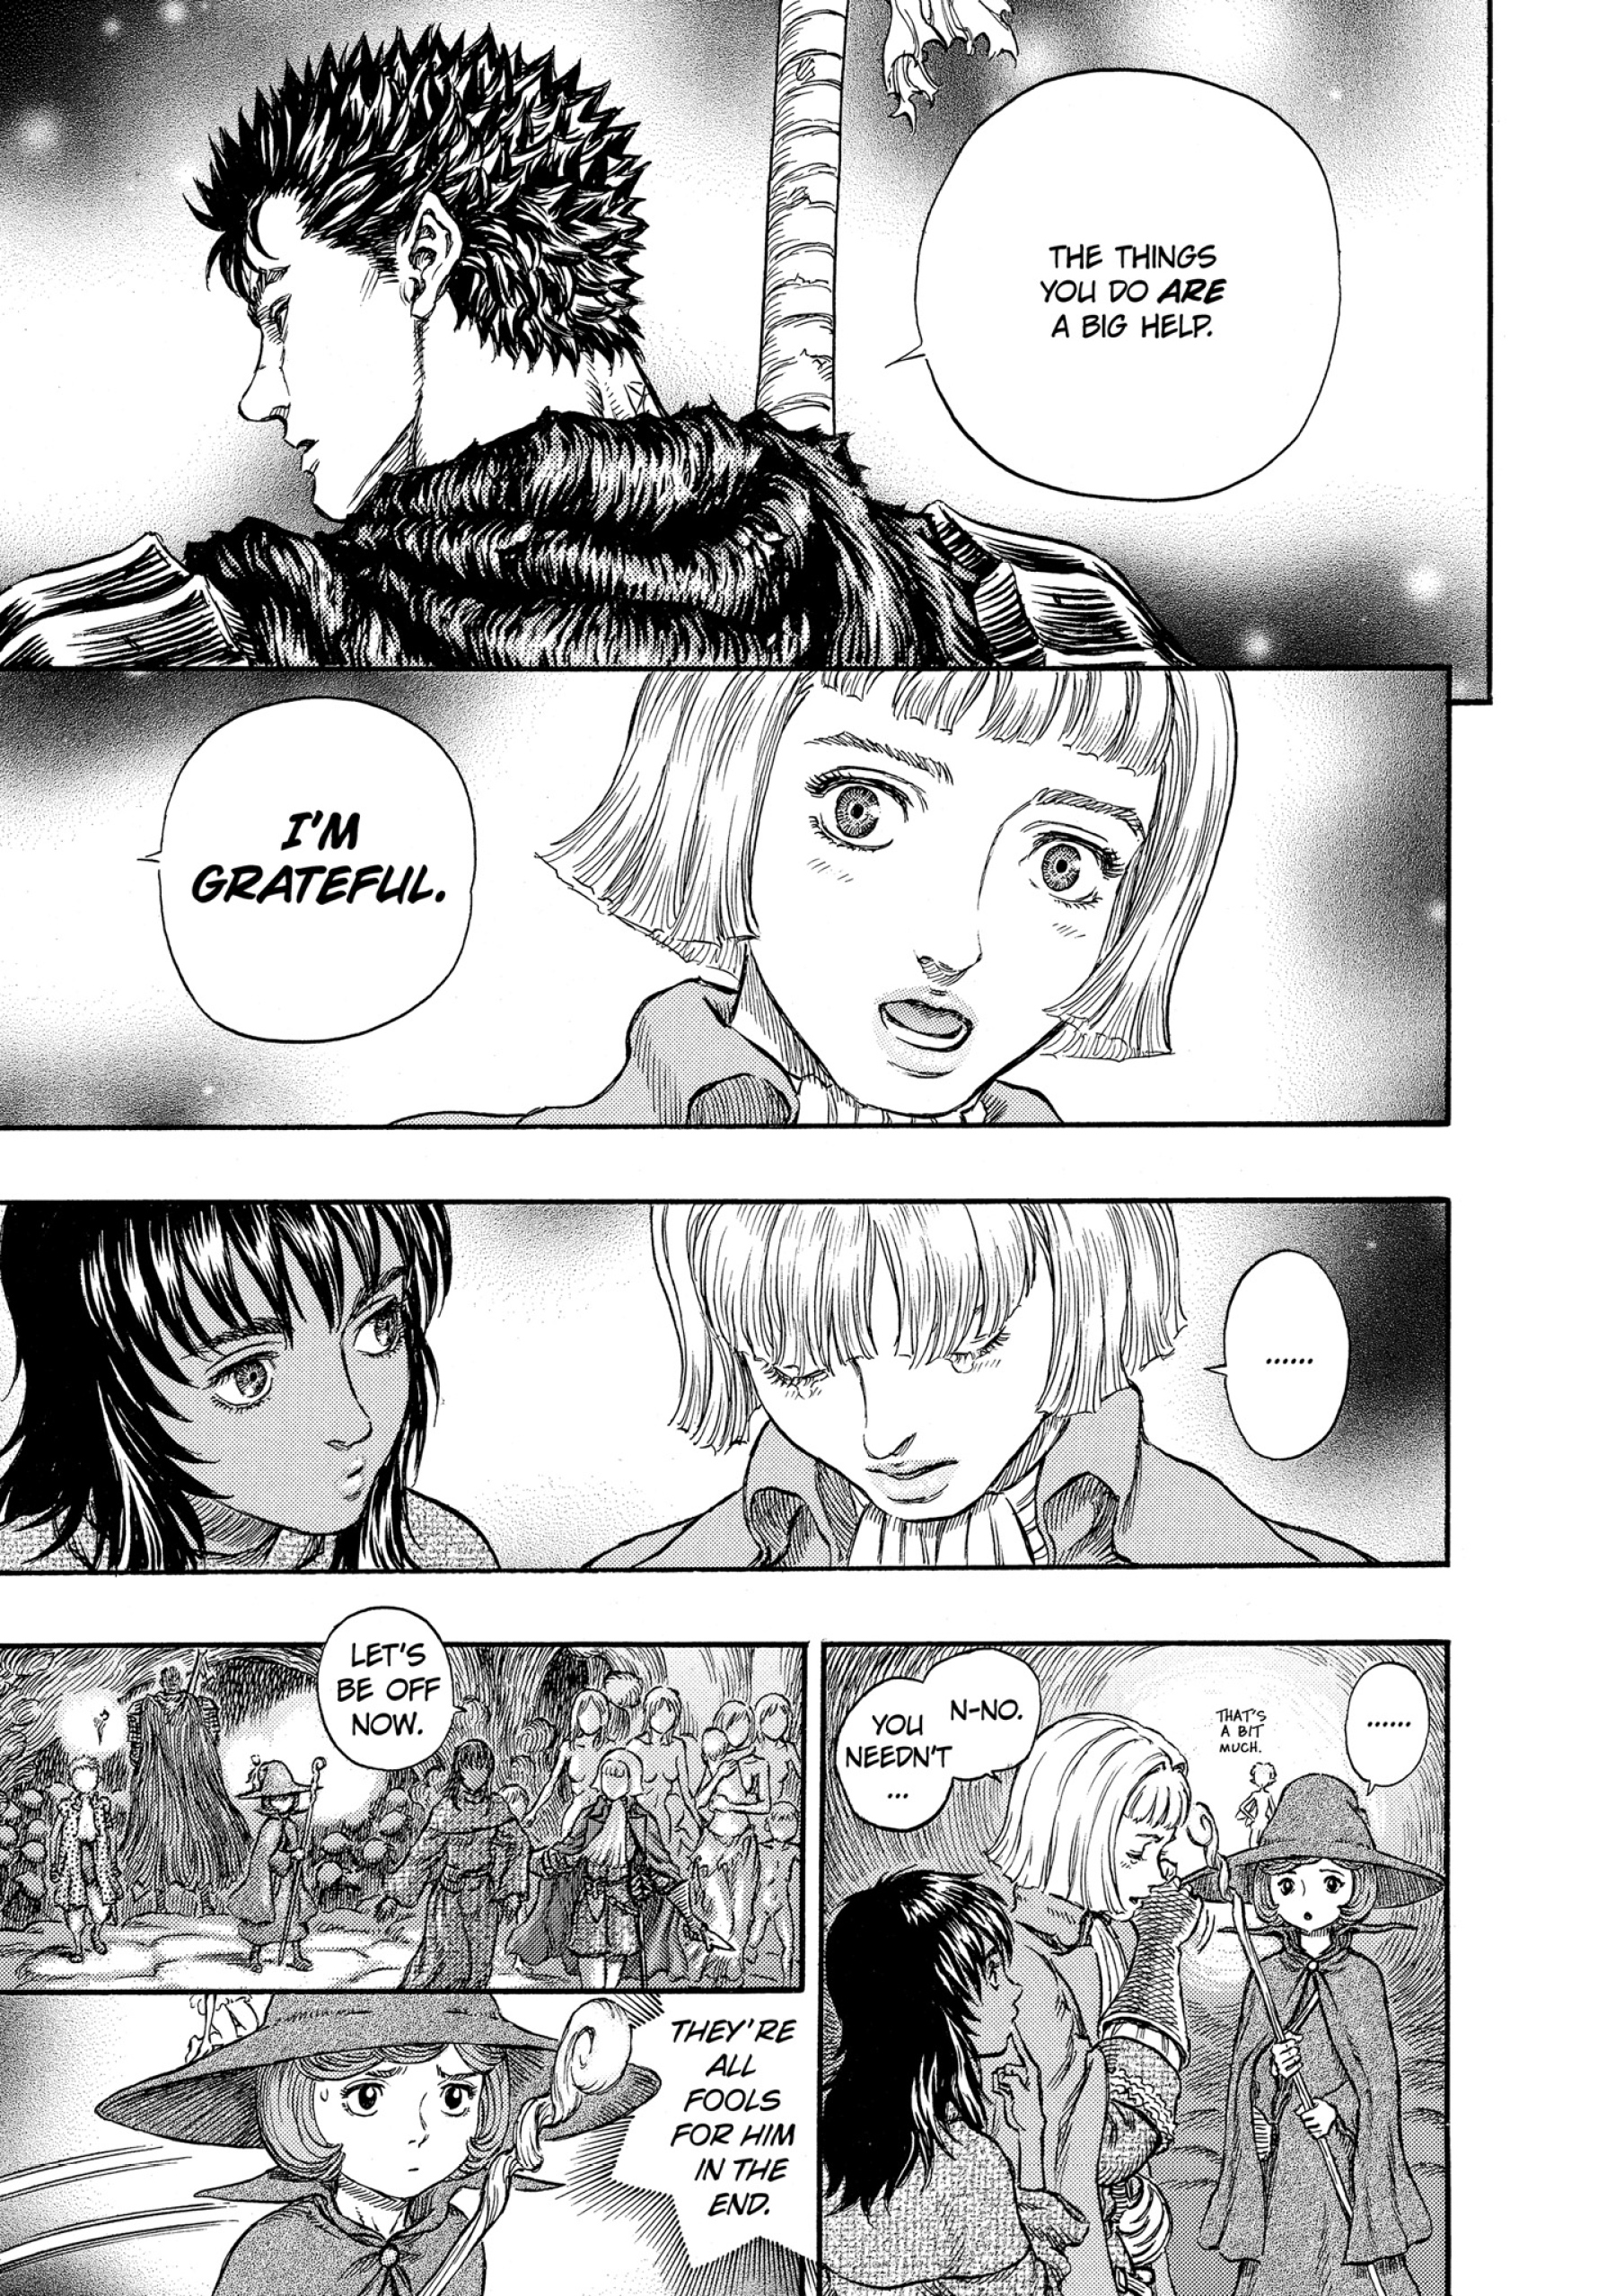 THE THINGS
YOU DO ARE
A BIG HELP.
I'M
GRATEFUL.
......
......
THAT'S
A BIT
MUCH.
N-NO.
YOU
NEEDN'T
...
LET'S
BE OFF
NOW.
THEY'RE
ALL
FOOLS
FOR HIM
IN THE
END.